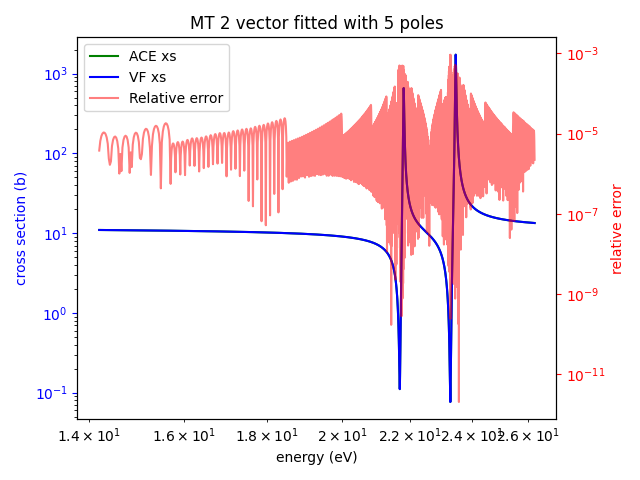 MT 2 vector fitted with 5 poles
ACE xs
VF xs
Relative error
cross section (b)
10³
10²
10¹
10⁰
10⁻¹
10⁻³
10⁻⁵
10⁻⁷
10⁻⁹
10⁻¹¹
relative error
1.4 × 10¹ 1.6 × 10¹ 1.8 × 10¹ 2 × 10¹ 2.2 × 10¹ 2.4 × 10¹ 2.6 × 10¹
energy (eV)